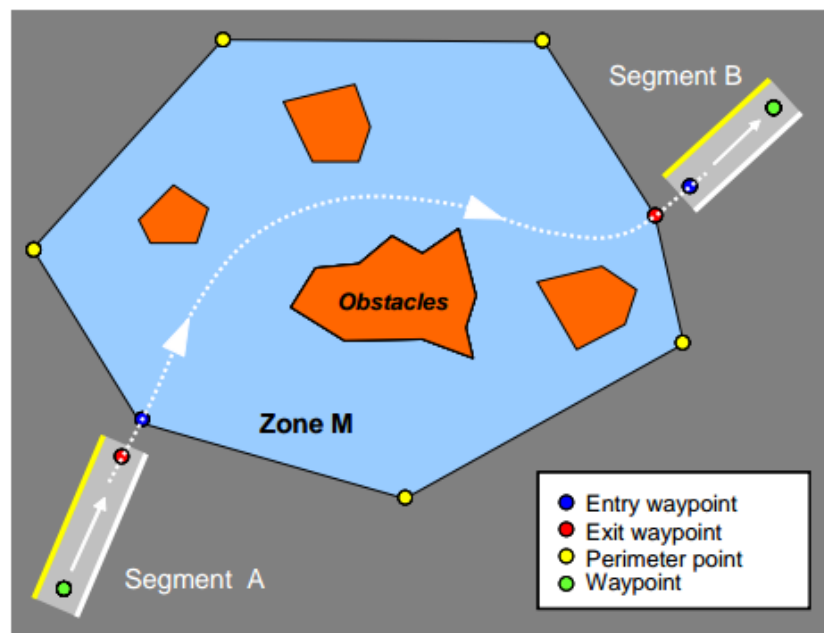 Segment B
Obstacles
Zone M
Segment A
Entry waypoint
Exit waypoint
Perimeter point
Waypoint